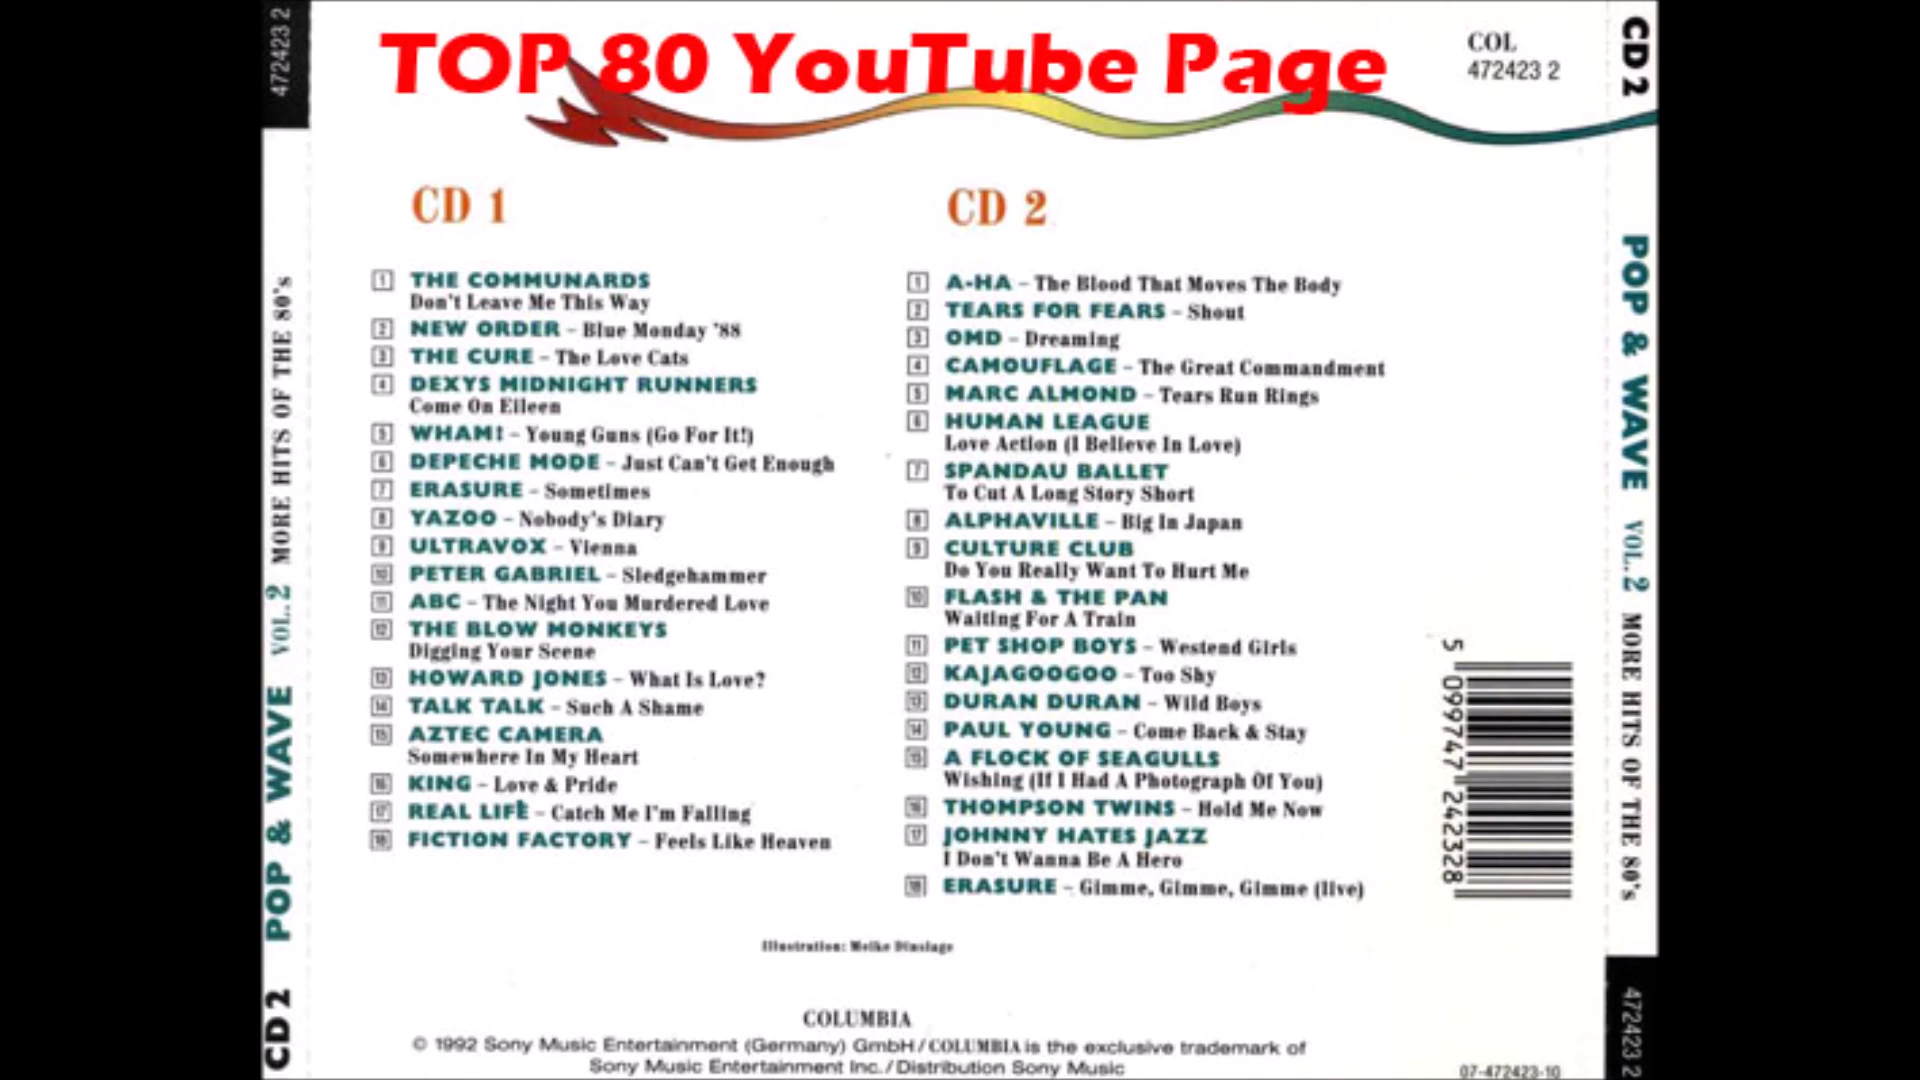 TOP 80 YouTube Page
COL
472423 2
CD 1
1 THE COMMUNARDS
Don't Leave Me This Way
2 NEW ORDER – Blue Monday '88
3 THE CURE – The Love Cats
4 DEXYS MIDNIGHT RUNNERS
Come On Eileen
5 WHAM! – Young Guns (Go For It!)
6 DEPECHE MODE – Just Can't Get Enough
7 ERASURE – Sometimes
8 YAZOO – Nobody's Diary
9 ULTRAVOX – Vienna
10 PETER GABRIEL – Sledgehammer
11 ABC – The Night You Murdered Love
12 THE BLOW MONKEYS
Digging Your Scene
13 HOWARD JONES – What Is Love?
14 TALK TALK – Such A Shame
15 AZTEC CAMERA
Somewhere In My Heart
16 KING – Love & Pride
17 REAL LIFE – Catch Me I'm Falling
18 FICTION FACTORY – Feels Like Heaven
CD 2
1 A-HA – The Blood That Moves The Body
2 TEARS FOR FEARS – Shout
3 OMD – Dreaming
4 CAMOUFLAGE – The Great Commandment
5 MARC ALMOND – Tears Run Rings
6 HUMAN LEAGUE
Love Action (I Believe In Love)
7 SPANDAU BALLET
To Cut A Long Story Short
8 ALPHAVILLE – Big In Japan
9 CULTURE CLUB
Do You Really Want To Hurt Me
10 FLASH & THE PAN
Waiting For A Train
11 PET SHOP BOYS – Westend Girls
12 KAJAGOOGOO – Too Shy
13 DURAN DURAN – Wild Boys
14 PAUL YOUNG – Come Back & Stay
15 A FLOCK OF SEAGULLS
Wishing (If I Had A Photograph Of You)
16 THOMPSON TWINS – Hold Me Now
17 JOHNNY HATES JAZZ
I Don't Wanna Be A Hero
18 ERASURE – Gimme, Gimme, Gimme (live)
5 099747 242328
Illustration: Meike Dinslage
COLUMBIA
© 1992 Sony Music Entertainment (Germany) GmbH/COLUMBIA is the exclusive trademark of
Sony Music Entertainment Inc./Distribution Sony Music
07-472423-10
CD 2 POP & WAVE VOL. 2 MORE HITS OF THE 80's 472423 2
CD 2 POP & WAVE VOL. 2 MORE HITS OF THE 80's 472423 2